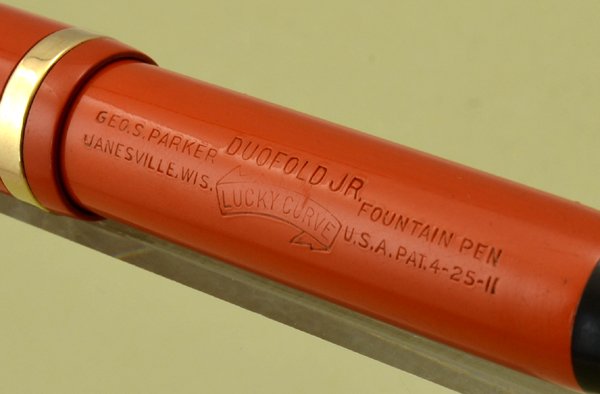 GEO.S.PARKER DUOFOLD JR. FOUNTAIN PEN
JANESVILLE, WIS. LUCKY CURVE U.S.A. PAT. 4-25-11